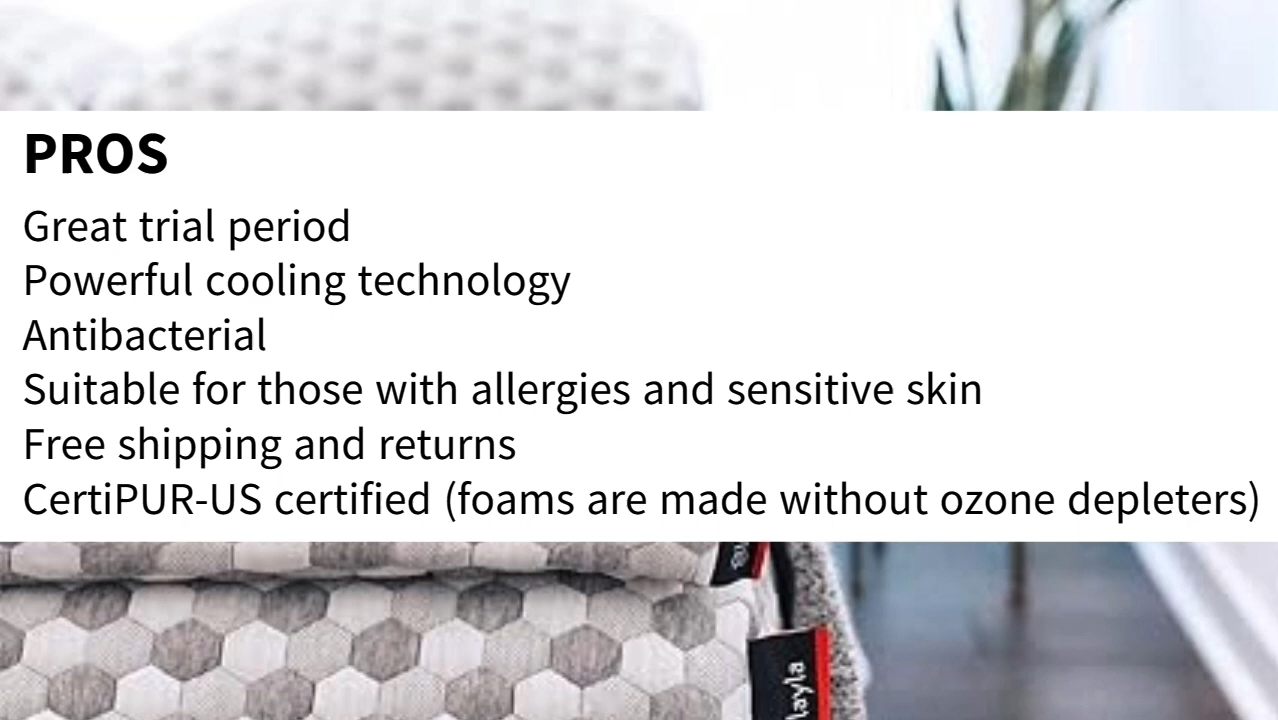 PROS
Great trial period
Powerful cooling technology
Antibacterial
Suitable for those with allergies and sensitive skin
Free shipping and returns
CertiPUR-US certified (foams are made without ozone depleters)
layla